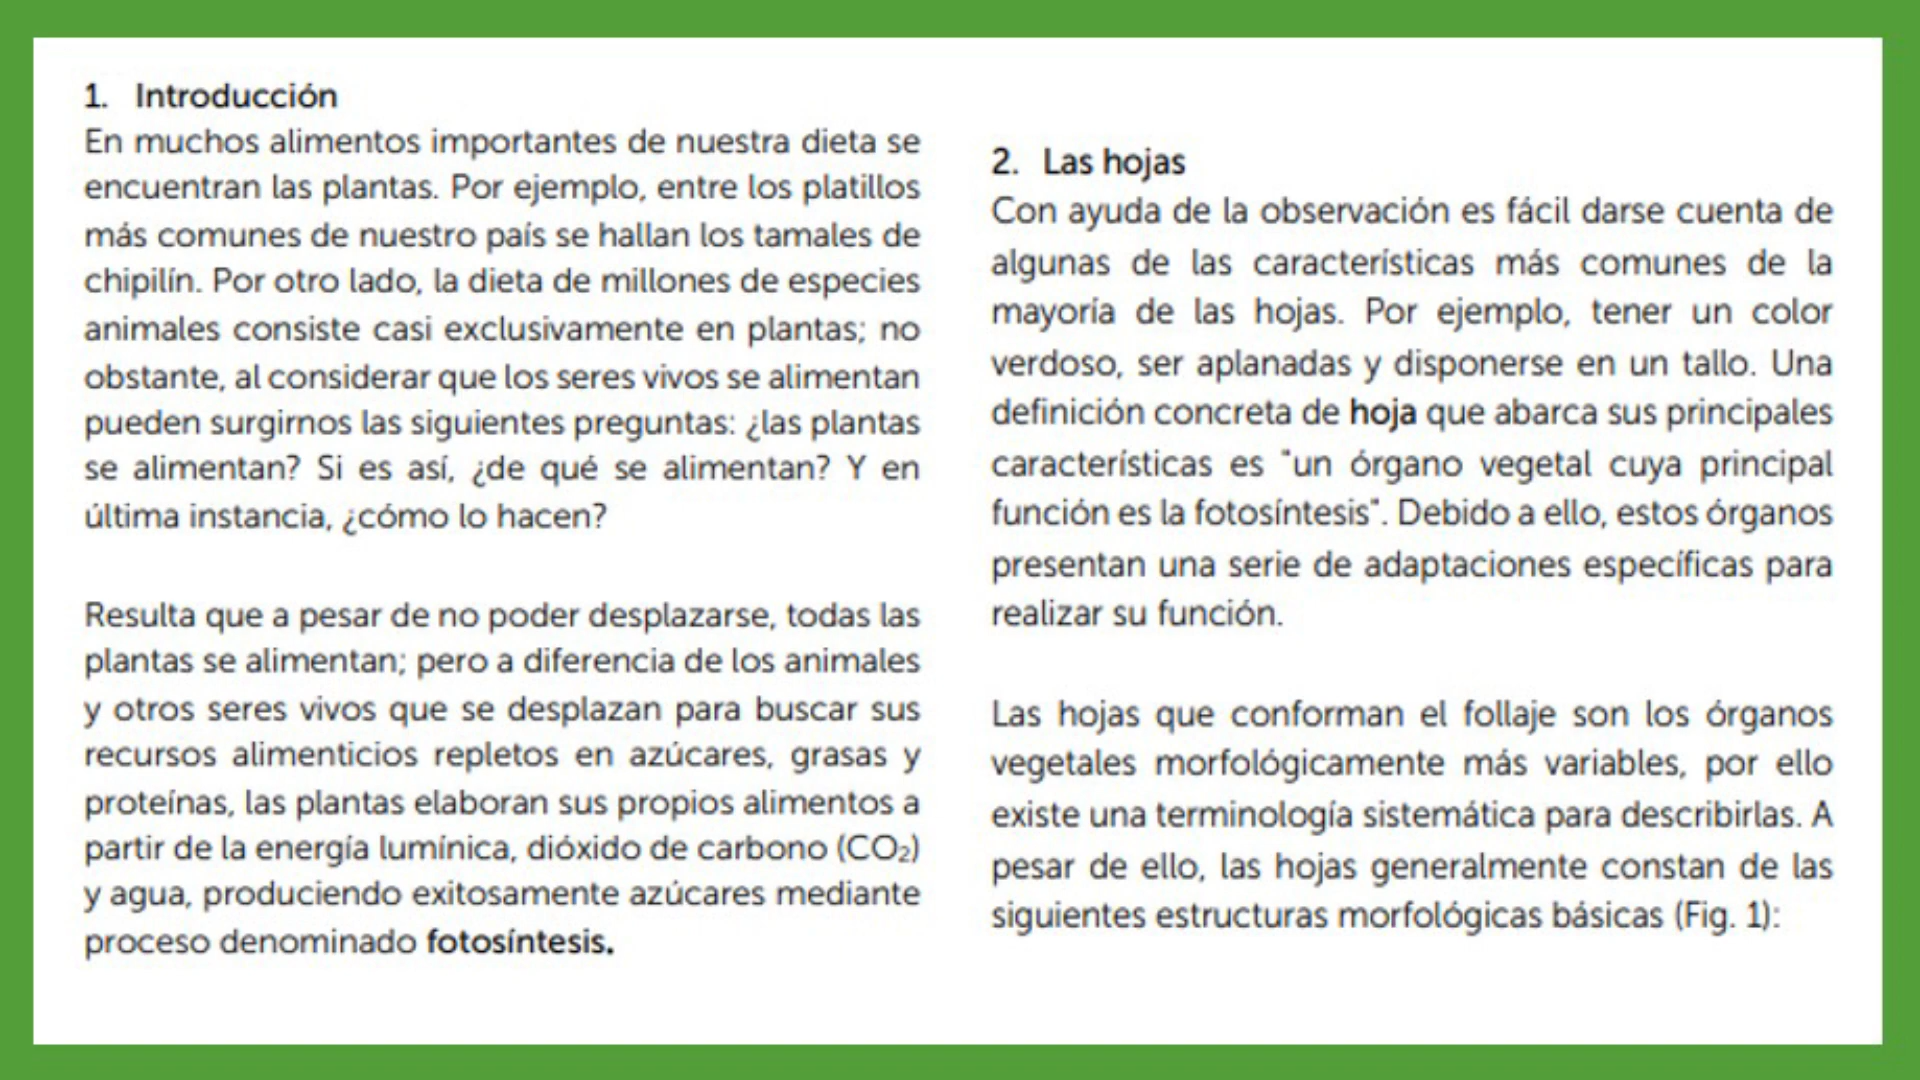 1. Introducción
En muchos alimentos importantes de nuestra dieta se
encuentran las plantas. Por ejemplo, entre los platillos
más comunes de nuestro país se hallan los tamales de
chipilín. Por otro lado, la dieta de millones de especies
animales consiste casi exclusivamente en plantas; no
obstante, al considerar que los seres vivos se alimentan
pueden surgirnos las siguientes preguntas: ¿las plantas
se alimentan? Si es así, ¿de qué se alimentan? Y en
última instancia, ¿cómo lo hacen?
Resulta que a pesar de no poder desplazarse, todas las
plantas se alimentan; pero a diferencia de los animales
y otros seres vivos que se desplazan para buscar sus
recursos alimenticios repletos en azúcares, grasas y
proteínas, las plantas elaboran sus propios alimentos a
partir de la energía lumínica, dióxido de carbono (CO₂)
y agua, produciendo exitosamente azúcares mediante
proceso denominado fotosíntesis.
2. Las hojas
Con ayuda de la observación es fácil darse cuenta de
algunas de las características más comunes de la
mayoría de las hojas. Por ejemplo, tener un color
verdoso, ser aplanadas y disponerse en un tallo. Una
definición concreta de hoja que abarca sus principales
características es "un órgano vegetal cuya principal
función es la fotosíntesis". Debido a ello, estos órganos
presentan una serie de adaptaciones específicas para
realizar su función.
Las hojas que conforman el follaje son los órganos
vegetales morfológicamente más variables, por ello
existe una terminología sistemática para describirlas. A
pesar de ello, las hojas generalmente constan de las
siguientes estructuras morfológicas básicas (Fig. 1):